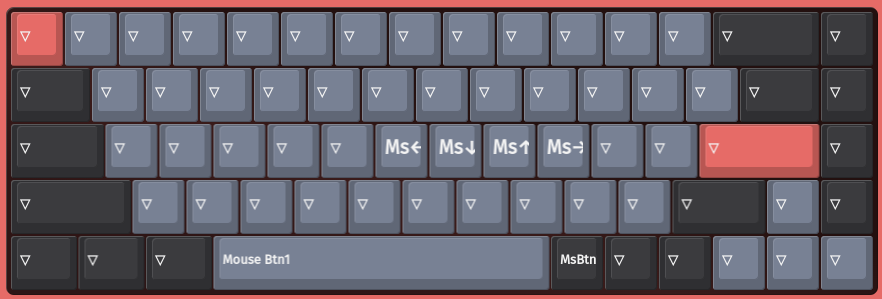 ▽ ▽ ▽ ▽ ▽ ▽ ▽ ▽ ▽ ▽ ▽ ▽ ▽ ▽ ▽
▽ ▽ ▽ ▽ ▽ ▽ ▽ ▽ ▽ ▽ ▽ ▽ ▽ ▽ ▽
▽ ▽ ▽ ▽ ▽ ▽ Ms← Ms↓ Ms↑ Ms→ ▽ ▽ ▽ ▽
▽ ▽ ▽ ▽ ▽ ▽ ▽ ▽ ▽ ▽ ▽ ▽ ▽ ▽
▽ ▽ ▽ Mouse Btn1 MsBtn ▽ ▽ ▽ ▽ ▽